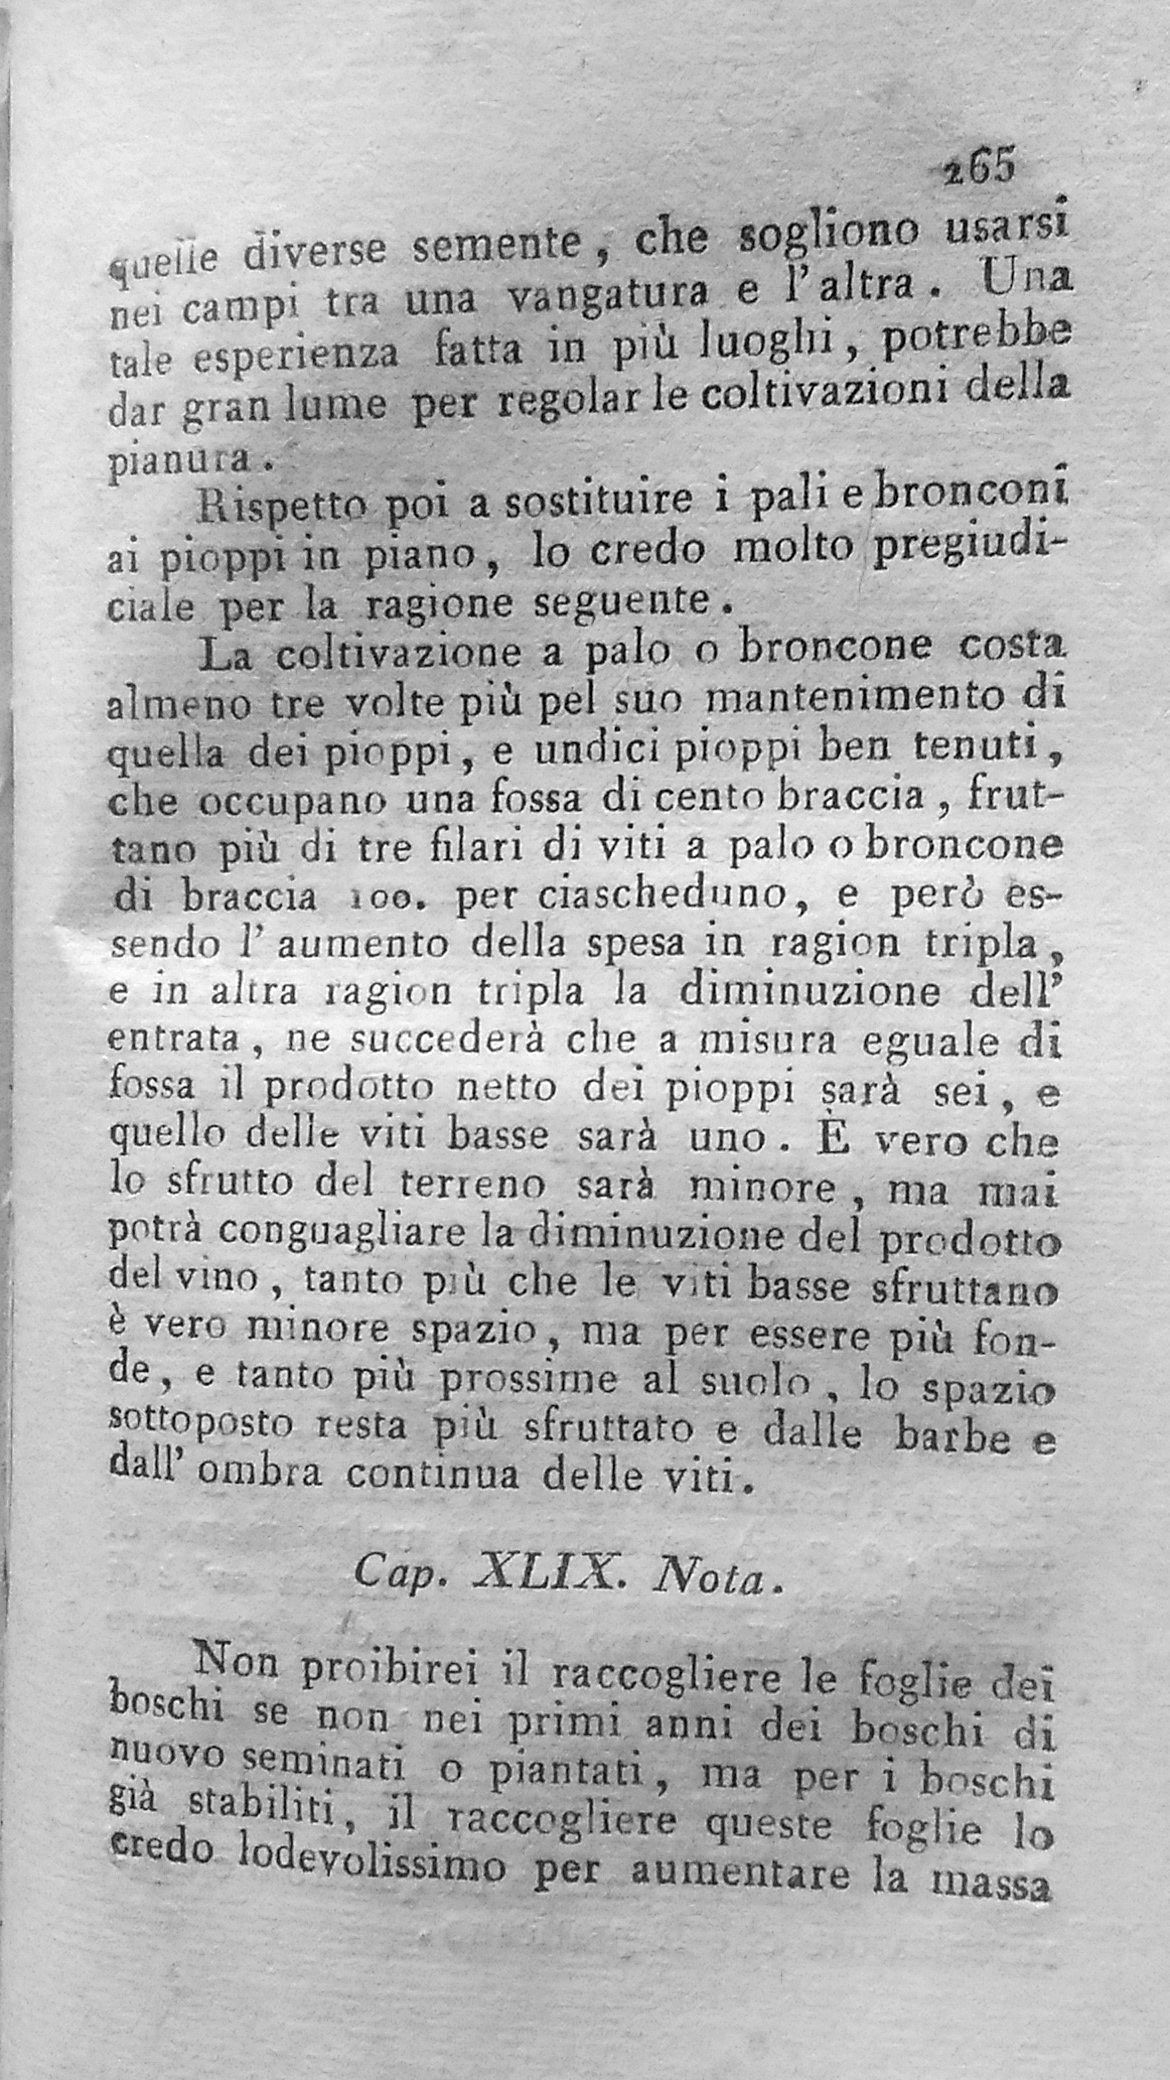 265
quelle diverse semente, che sogliono usarsi
nei campi tra una vangatura e l'altra. Una
tale esperienza fatta in più luoghi, potrebbe
dar gran lume per regolar le coltivazioni della
pianura.
Rispetto poi a sostituire i pali e bronconi
ai pioppi in piano, lo credo molto pregiudi-
ciale per la ragione seguente.
La coltivazione a palo o broncone costa
almeno tre volte più pel suo mantenimento di
quella dei pioppi, e undici pioppi ben tenuti,
che occupano una fossa di cento braccia, frut-
tano più di tre filari di viti a palo o broncone
di braccia 100. per ciascheduno, e però es-
sendo l'aumento della spesa in ragion tripla,
e in altra ragion tripla la diminuzione dell'
entrata, ne succederà che a misura eguale di
fossa il prodotto netto dei pioppi sarà sei, e
quello delle viti basse sarà uno. È vero che
lo sfrutto del terreno sarà minore, ma mai
potrà conguagliare la diminuzione del prodotto
del vino, tanto più che le viti basse sfruttano
è vero minore spazio, ma per essere più fon-
de, e tanto più prossime al suolo, lo spazio
sottoposto resta più sfruttato e dalle barbe e
dall' ombra continua delle viti.
Cap. XLIX. Nota.
Non proibirei il raccogliere le foglie dei
boschi se non nei primi anni dei boschi di
nuovo seminati o piantati, ma per i boschi
già stabiliti, il raccogliere queste foglie lo
credo lodevolissimo per aumentare la massa